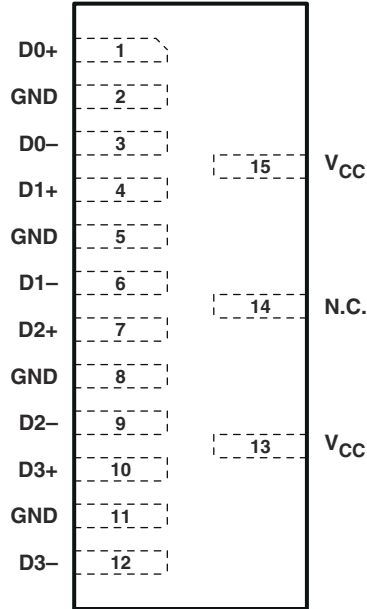 D0+ 1
GND 2
D0– 3
15 VCC
D1+ 4
GND 5
D1– 6
14 N.C.
D2+ 7
GND 8
D2– 9
13 VCC
D3+ 10
GND 11
D3– 12